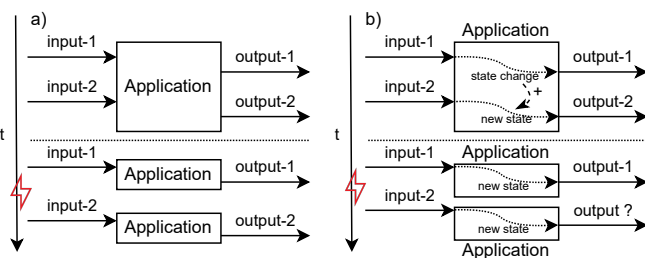 a)
input-1
input-2
Application
output-1
output-2
t
input-1
Application
output-1
input-2
Application
output-2
b)
Application
input-1
output-1
state change
+
input-2
output-2
new state
t
Application
input-1
output-1
new state
input-2
output ?
new state
Application